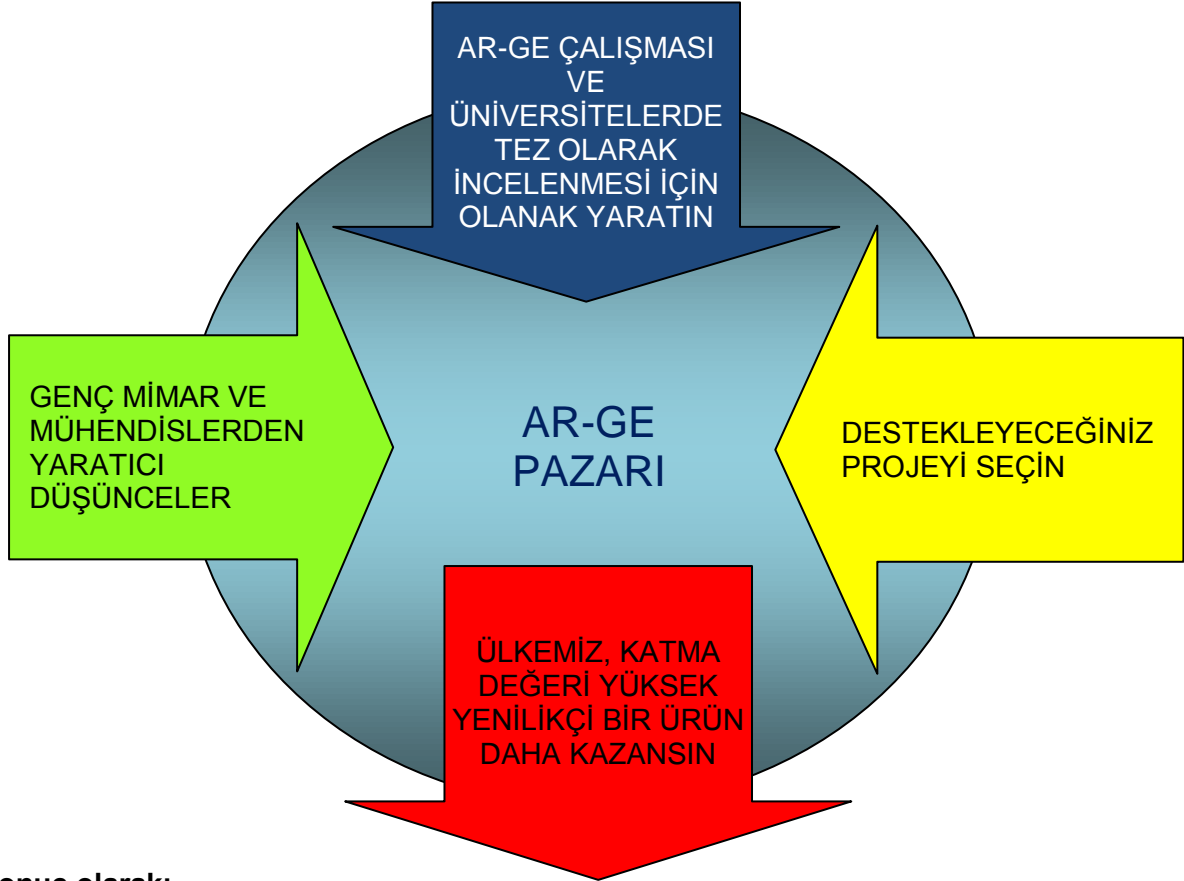 AR-GE ÇALIŞMASI
VE
ÜNİVERSİTELERDE
TEZ OLARAK
İNCELENMESİ İÇİN
OLANAK YARATIN
GENÇ MİMAR VE
MÜHENDİSLERDEN
YARATICI
DÜŞÜNCELER
AR-GE
PAZARI
DESTEKLEYECEĞİNİZ
PROJEYİ SEÇİN
ÜLKEMİZ, KATMA
DEĞERİ YÜKSEK
YENİLİKÇİ BİR ÜRÜN
DAHA KAZANSIN
olarak: